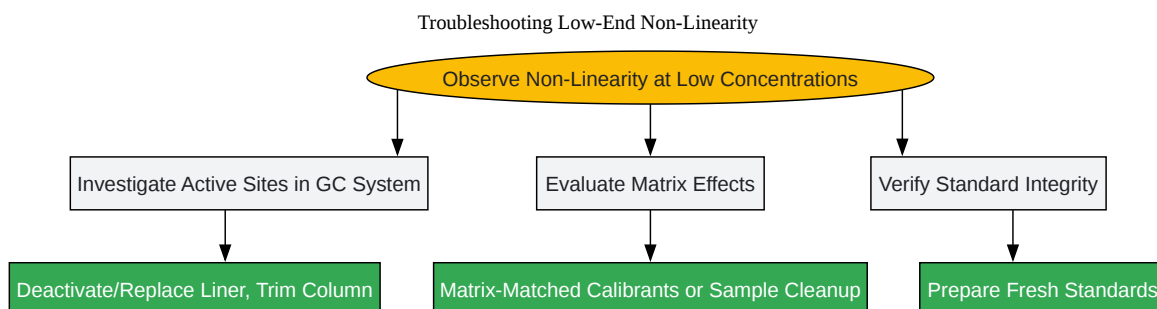 Troubleshooting Low-End Non-Linearity
Observe Non-Linearity at Low Concentrations
Investigate Active Sites in GC System
Evaluate Matrix Effects
Verify Standard Integrity
Deactivate/Replace Liner, Trim Column
Matrix-Matched Calibrants or Sample Cleanup
Prepare Fresh Standards